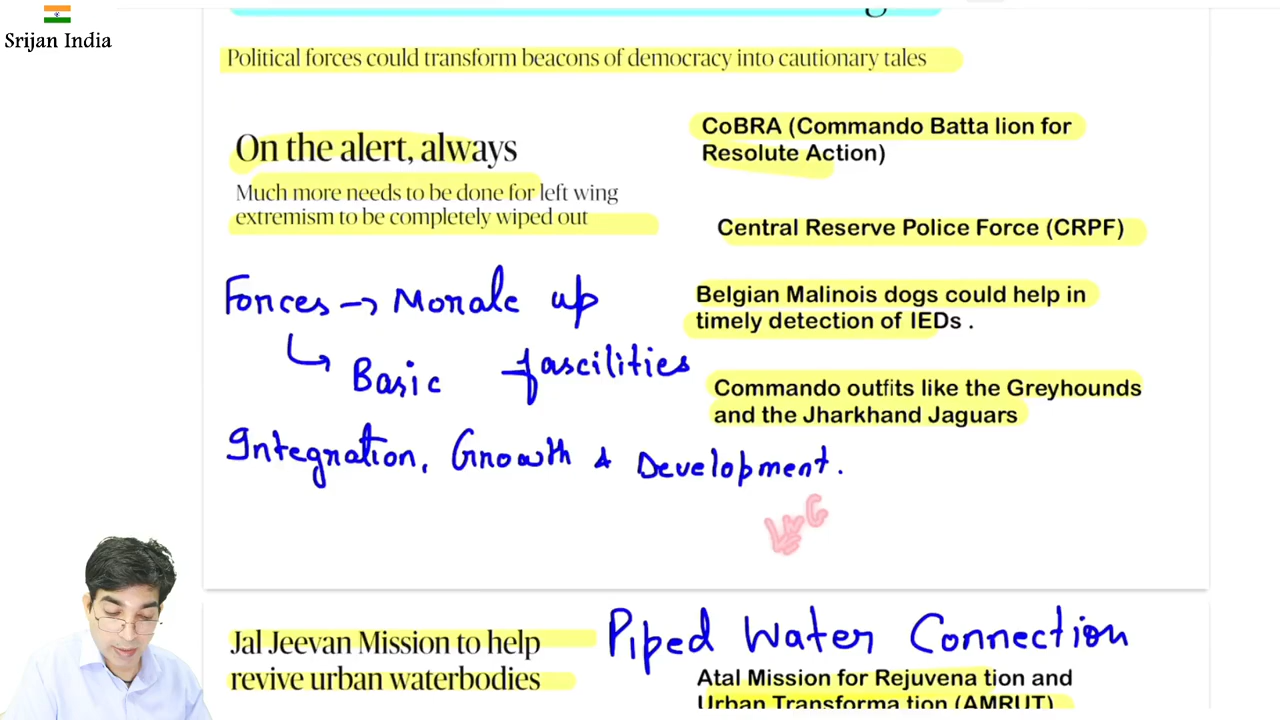 Srijan India
Political forces could transform beacons of democracy into cautionary tales
On the alert, always
Much more needs to be done for left wing
extremism to be completely wiped out
CoBRA (Commando Batta lion for
Resolute Action)
Central Reserve Police Force (CRPF)
Belgian Malinois dogs could help in
timely detection of IEDs .
Commando outfits like the Greyhounds
and the Jharkhand Jaguars
Forces → Morale up
↳ Basic fascilities
Integration, Growth & Development.
Jal Jeevan Mission to help
revive urban waterbodies
Piped Water Connection
Atal Mission for Rejuvena tion and
Urban Transforma tion (AMRUT)